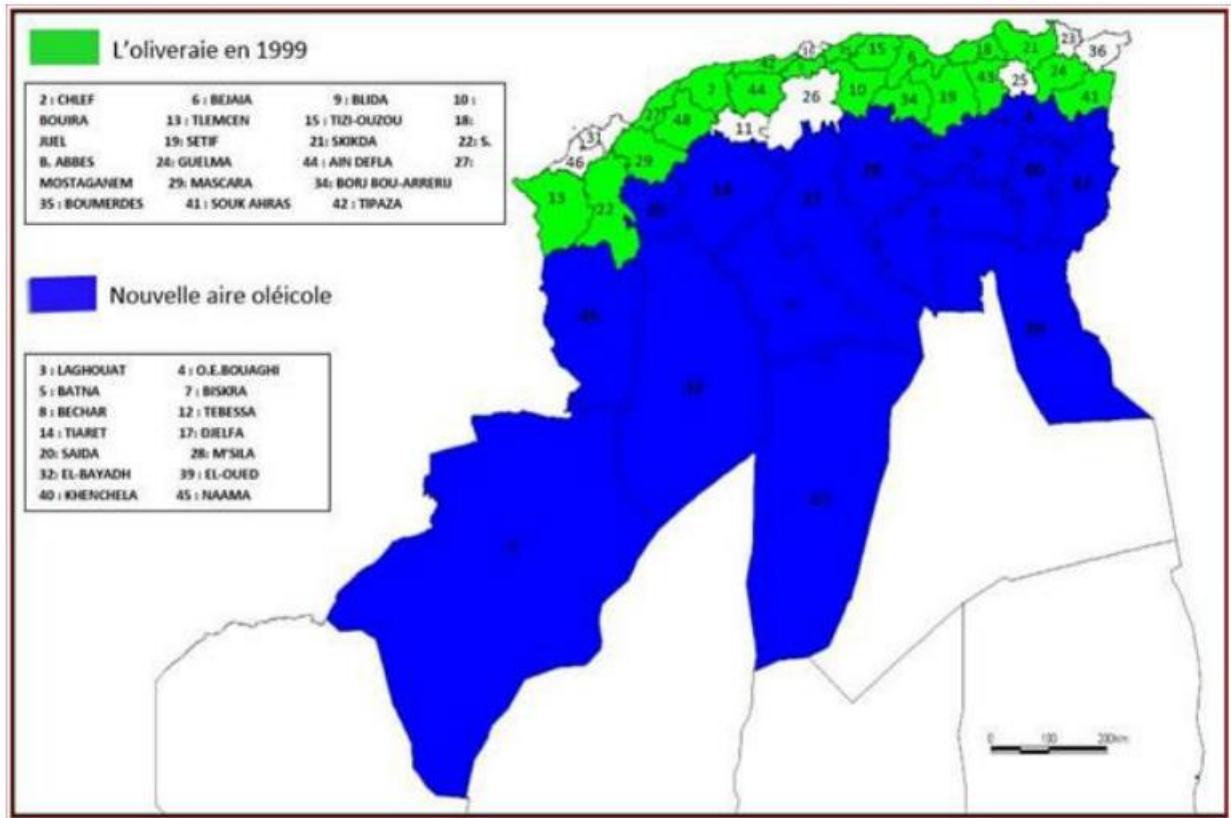 L'oliveraie en 1999
2 : CHLEF 6 : BEJAIA 9 : BLIDA 10 :
BOUIRA 13 : TLEMCEN 15 : TIZI-OUZOU 18:
JIJEL 19: SETIF 21: SKIKDA 22: S.
B. ABBES 24: GUELMA 44 : AIN DEFLA 27:
MOSTAGANEM 29: MASCARA 34: BORJ BOU-ARRERIJ
35 : BOUMERDES 41 : SOUK AHRAS 42 : TIPAZA
Nouvelle aire oléicole
3 : LAGHOUAT 4 : O.E.BOUAGHI
5 : BATNA 7 : BISKRA
8 : BECHAR 12 : TEBESSA
14 : TIARET 17: DJELFA
20: SAIDA 28: M'SILA
32: EL-BAYADH 39 : EL-OUED
40 : KHENCHELA 45 : NAAMA
23
15 18 21 36
42 6
2 44 10 43 25 24
26 34 19 41
27 48 11
31
46 29
13 22
0 100 200km